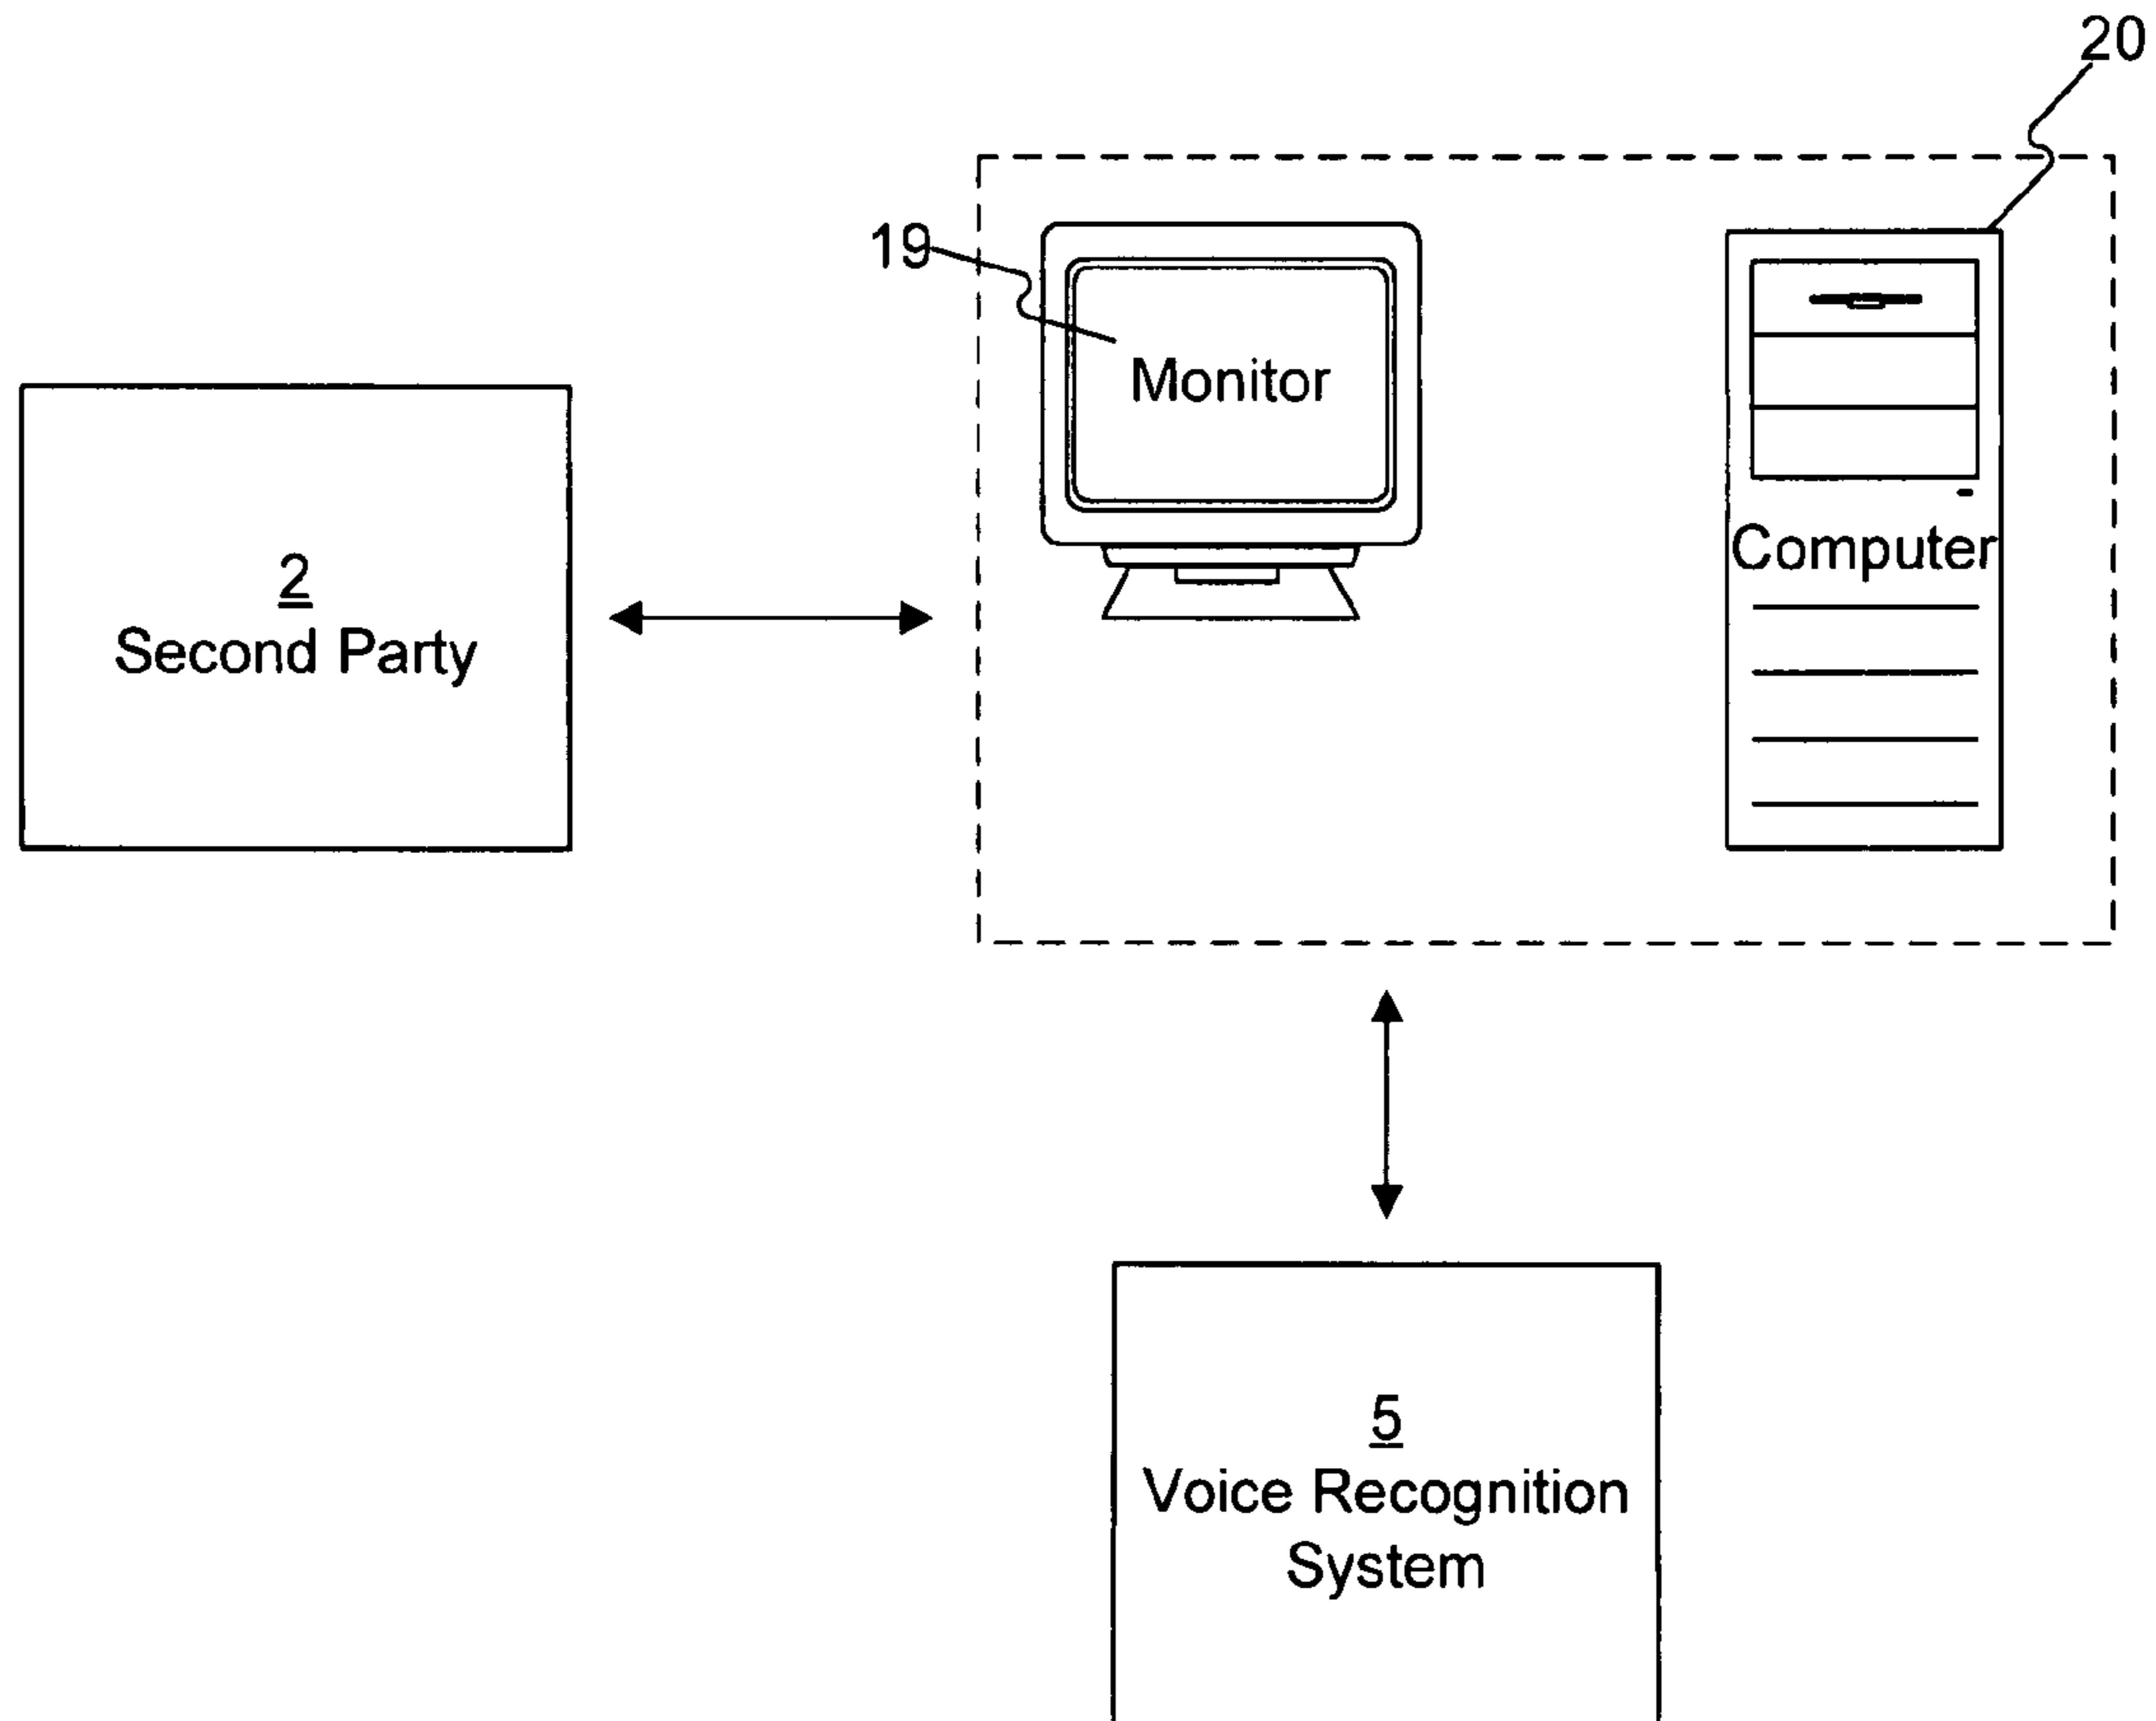 20
19
Monitor
Computer
2
Second Party
5
Voice Recognition
System